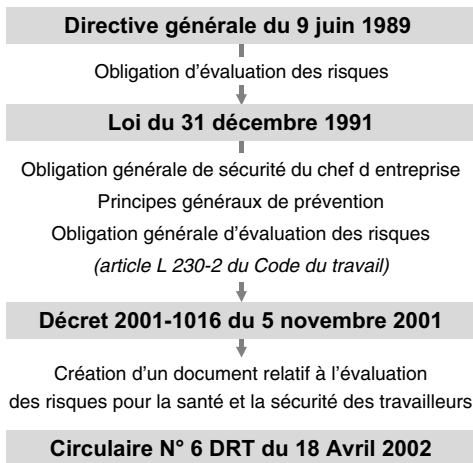 Directive générale du 9 juin 1989
Obligation d'évaluation des risques
Loi du 31 décembre 1991
Obligation générale de sécurité du chef d entreprise
Principes généraux de prévention
Obligation générale d'évaluation des risques
(article L 230-2 du Code du travail)
Décret 2001-1016 du 5 novembre 2001
Création d'un document relatif à l'évaluation
des risques pour la santé et la sécurité des travailleurs
Circulaire N° 6 DRT du 18 Avril 2002